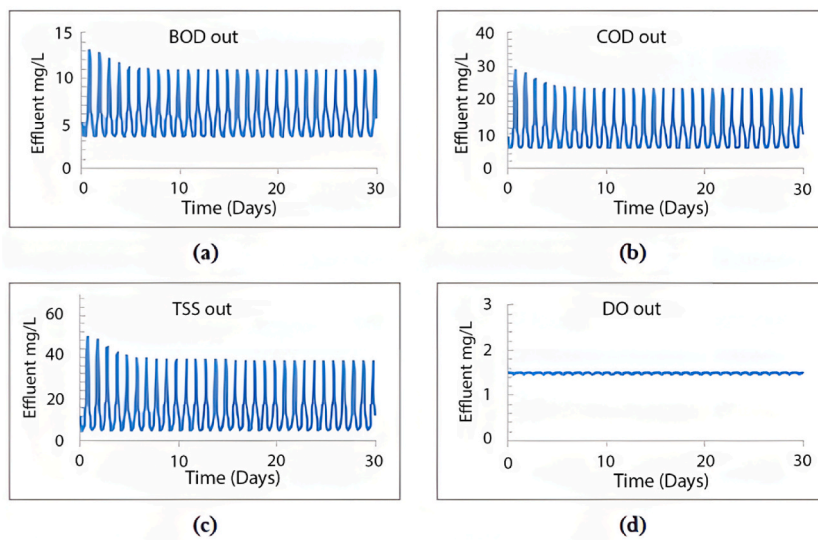 BOD out
Effluent mg/L
15
10
5
0
0 10 20 30
Time (Days)
(a)
COD out
Effluent mg/L
40
30
20
10
0
0 10 20 30
Time (Days)
(b)
TSS out
Effluent mg/L
60
40
20
0
0 10 20 30
Time (Days)
(c)
DO out
Effluent mg/L
3
2
1
0
0 10 20 30
Time (Days)
(d)